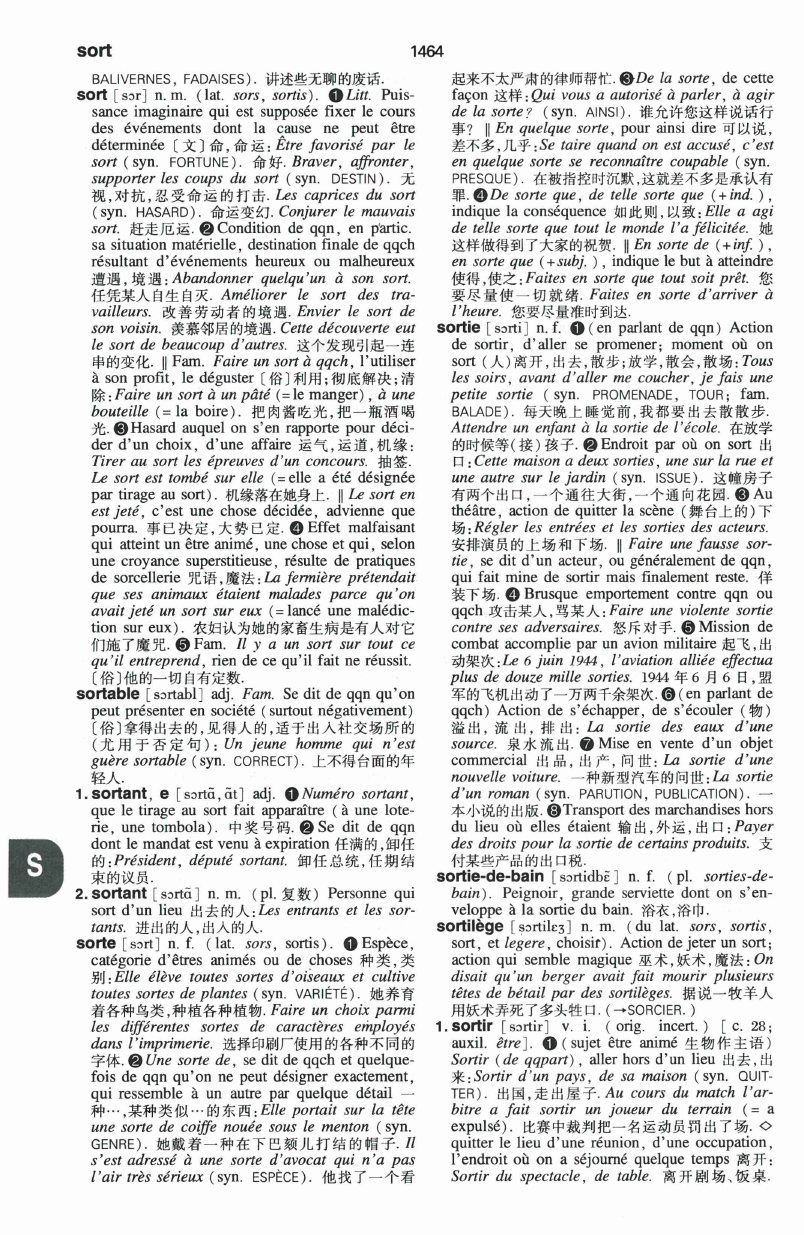 sort
1464
BALIVERNES, FADAISES). 讲述些无聊的废话.
sort [sɔr] n. m. (lat. sors, sortis). ❶ Litt. Puis-
sance imaginaire qui est supposée fixer le cours
des événements dont la cause ne peut être
déterminée〔文〕命,命运: Être favorisé par le
sort (syn. FORTUNE). 命好. Braver, affronter,
supporter les coups du sort (syn. DESTIN). 无
视,对抗,忍受命运的打击. Les caprices du sort
(syn. HASARD). 命运变幻. Conjurer le mauvais
sort. 赶走厄运. ❷ Condition de qqn, en partic.
sa situation matérielle, destination finale de qqch
résultant d'événements heureux ou malheureux
遭遇,境遇: Abandonner quelqu'un à son sort.
任凭某人自生自灭. Améliorer le sort des tra-
vailleurs. 改善劳动者的境遇. Envier le sort de
son voisin. 羡慕邻居的境遇. Cette découverte eut
le sort de beaucoup d'autres. 这个发现引起一连
串的变化. ‖ Fam. Faire un sort à qqch, l'utiliser
à son profit, le déguster〔俗〕利用;彻底解决;清
除: Faire un sort à un pâté (= le manger), à une
bouteille (= la boire). 把肉酱吃光,把一瓶酒喝
光. ❸ Hasard auquel on s'en rapporte pour déci-
der d'un choix, d'une affaire 运气,运道,机缘:
Tirer au sort les épreuves d'un concours. 抽签.
Le sort est tombé sur elle (= elle a été désignée
par tirage au sort). 机缘落在她身上. ‖ Le sort en
est jeté, c'est une chose décidée, advienne que
pourra. 事已决定,大势已定. ❹ Effet malfaisant
qui atteint un être animé, une chose et qui, selon
une croyance superstitieuse, résulte de pratiques
de sorcellerie 咒语,魔法: La fermière prétendait
que ses animaux étaient malades parce qu'on
avait jeté un sort sur eux (= lancé une malédic-
tion sur eux). 农妇认为她的家畜生病是有人对它
们施了魔咒. ❺ Fam. Il y a un sort sur tout ce
qu'il entreprend, rien de ce qu'il fait ne réussit.
〔俗〕他的一切自有定数.
sortable [sɔrtabl] adj. Fam. Se dit de qqn qu'on
peut présenter en société (surtout négativement)
〔俗〕拿得出去的,见得人的,适于出入社交场所的
(尤用于否定句): Un jeune homme qui n'est
guère sortable (syn. CORRECT). 上不得台面的年
轻人.
1. sortant, e [sɔrtɑ̃, ɑ̃t] adj. ❶ Numéro sortant,
que le tirage au sort fait apparaître (à une lote-
rie, une tombola). 中奖号码. ❷ Se dit de qqn
dont le mandat est venu à expiration 任满的,卸任
的: Président, député sortant. 卸任总统,任期结
束的议员.
2. sortant [sɔrtɑ̃] n. m. (pl. 复数) Personne qui
sort d'un lieu 出去的人: Les entrants et les sor-
tants. 进出的人,出入的人.
sorte [sɔrt] n. f. (lat. sors, sortis). ❶ Espèce,
catégorie d'êtres animés ou de choses 种类,类
别: Elle élève toutes sortes d'oiseaux et cultive
toutes sortes de plantes (syn. VARIÉTÉ). 她养育
着各种鸟类,种植各种植物. Faire un choix parmi
les différentes sortes de caractères employés
dans l'imprimerie. 选择印刷厂使用的各种不同的
字体. ❷ Une sorte de, se dit de qqch et quelque-
fois de qqn qu'on ne peut désigner exactement,
qui ressemble à un autre par quelque détail 一
种…,某种类似…的东西: Elle portait sur la tête
une sorte de coiffe nouée sous le menton (syn.
GENRE). 她戴着一种在下巴颏儿打结的帽子. Il
s'est adressé à une sorte d'avocat qui n'a pas
l'air très sérieux (syn. ESPÈCE). 他找了一个看
起来不太严肃的律师帮忙. ❸ De la sorte, de cette
façon 这样: Qui vous a autorisé à parler, à agir
de la sorte? (syn. AINSI). 谁允许您这样说话行
事? ‖ En quelque sorte, pour ainsi dire 可以说,
差不多,几乎: Se taire quand on est accusé, c'est
en quelque sorte se reconnaître coupable (syn.
PRESQUE). 在被指控时沉默,这就差不多是承认有
罪. ❹ De sorte que, de telle sorte que (+ ind.),
indique la conséquence 如此则,以致: Elle a agi
de telle sorte que tout le monde l'a félicitée. 她
这样做得到了大家的祝贺. ‖ En sorte de (+ inf.),
en sorte que (+ subj.), indique le but à atteindre
使得,使之: Faites en sorte que tout soit prêt. 您
要尽量使一切就绪. Faites en sorte d'arriver à
l'heure. 您要尽量准时到达.
sortie [sɔrti] n. f. ❶ (en parlant de qqn) Action
de sortir, d'aller se promener; moment où on
sort (人)离开,出去,散步;放学,散会,散场: Tous
les soirs, avant d'aller me coucher, je fais une
petite sortie (syn. PROMENADE, TOUR; fam.
BALADE). 每天晚上睡觉前,我都要出去散散步.
Attendre un enfant à la sortie de l'école. 在放学
的时候等(接)孩子. ❷ Endroit par où on sort 出
口: Cette maison a deux sorties, une sur la rue et
une autre sur le jardin (syn. ISSUE). 这幢房子
有两个出口,一个通往大街,一个通向花园. ❸ Au
théâtre, action de quitter la scène (舞台上的)下
场: Régler les entrées et les sorties des acteurs.
安排演员的上场和下场. ‖ Faire une fausse sor-
tie, se dit d'un acteur, ou généralement de qqn,
qui fait mine de sortir mais finalement reste. 佯
装下场. ❹ Brusque emportement contre qqn ou
qqch 攻击某人,骂某人: Faire une violente sortie
contre ses adversaires. 怒斥对手. ❺ Mission de
combat accomplie par un avion militaire 起飞,出
动架次: Le 6 juin 1944, l'aviation alliée effectua
plus de douze mille sorties. 1944 年 6 月 6 日,盟
军的飞机出动了一万两千余架次. ❻ (en parlant de
qqch) Action de s'échapper, de s'écouler (物)
溢出, 流出, 排出: La sortie des eaux d'une
source. 泉水流出. ❼ Mise en vente d'un objet
commercial 出品,出产,问世: La sortie d'une
nouvelle voiture. 一种新型汽车的问世: La sortie
d'un roman (syn. PARUTION, PUBLICATION). 一
本小说的出版. ❽ Transport des marchandises hors
du lieu où elles étaient 输出,外运,出口: Payer
des droits pour la sortie de certains produits. 支
付某些产品的出口税.
sortie-de-bain [sɔrtidbɛ̃] n. f. (pl. sorties-de-
bain). Peignoir, grande serviette dont on s'en-
veloppe à la sortie du bain. 浴衣,浴巾.
sortilège [sɔrtilɛʒ] n. m. (du lat. sors, sortis,
sort, et legere, choisir). Action de jeter un sort;
action qui semble magique 巫术,妖术,魔法: On
disait qu'un berger avait fait mourir plusieurs
têtes de bétail par des sortilèges. 据说一牧羊人
用妖术弄死了多头牲口. (→SORCIER.)
1. sortir [sɔrtir] v. i. (orig. incert.) [c. 28;
auxil. être]. ❶ (sujet être animé 生物作主语)
Sortir (de qqpart), aller hors d'un lieu 出去,出
来: Sortir d'un pays, de sa maison (syn. QUIT-
TER). 出国,走出屋子. Au cours du match l'ar-
bitre a fait sortir un joueur du terrain (= a
expulsé). 比赛中裁判把一名运动员罚出了场. ◇
quitter le lieu d'une réunion, d'une occupation,
l'endroit où on a séjourné quelque temps 离开:
Sortir du spectacle, de table. 离开剧场、饭桌.
S